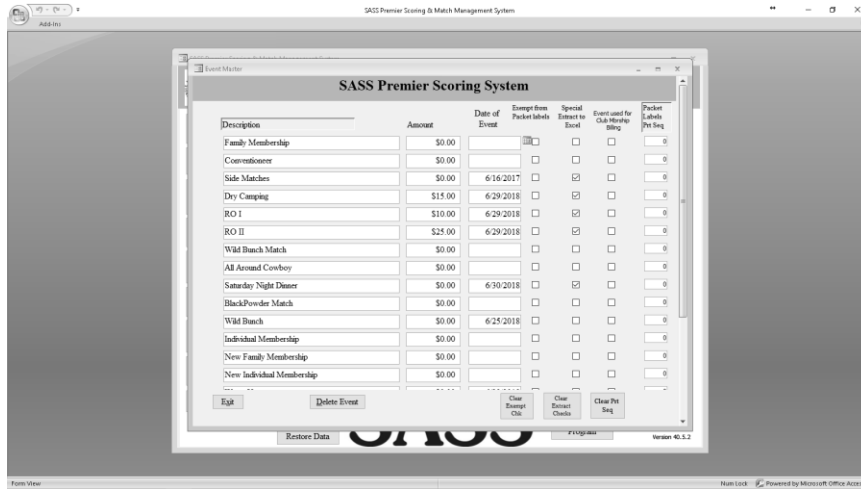 SASS Premier Scoring & Match Management System
Add-Ins
Event Master
SASS Premier Scoring System
Description
Amount
Date of Event
Exempt from Packet labels
Special Extract to Excel
Event used for Club Mbrship Billing
Packet Labels Prt Seq
Family Membership $0.00 0
Conventioneer $0.00 0
Side Matches $0.00 6/16/2017 0
Dry Camping $15.00 6/29/2018 0
RO I $10.00 6/29/2018 0
RO II $25.00 6/29/2018 0
Wild Bunch Match $0.00 0
All Around Cowboy $0.00 0
Saturday Night Dinner $0.00 6/30/2018 0
BlackPowder Match $0.00 0
Wild Bunch $0.00 6/25/2018 0
Individual Membership $0.00 0
New Family Membership $0.00 0
New Individual Membership $0.00 0
Exit
Delete Event
Clear Exempt Chk
Clear Extract Checks
Clear Prt Seq
Restore Data
SASS
Program
Version 40.5.2
Form View
Num Lock
Powered by Microsoft Office Access